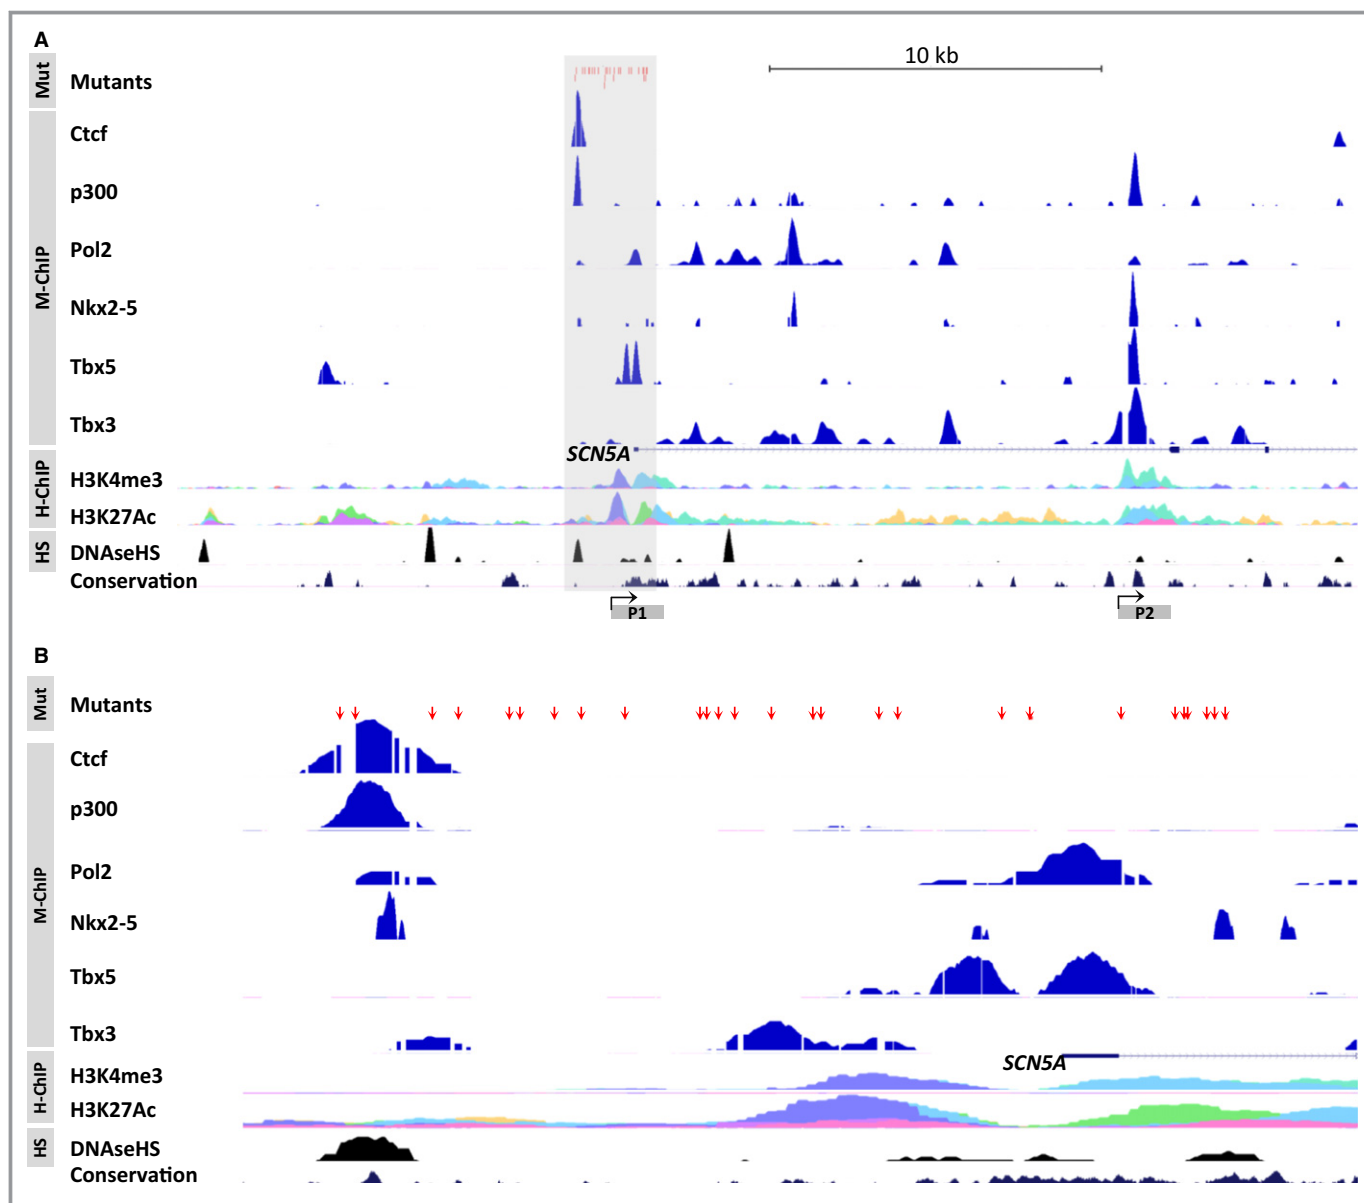 A
Mut
Mutants
10 kb
M-ChIP
Ctcf
p300
Pol2
Nkx2-5
Tbx5
Tbx3
SCN5A
H-ChIP
H3K4me3
H3K27Ac
HS
DNAseHS
Conservation
P1
P2
B
Mut
Mutants
M-ChIP
Ctcf
p300
Pol2
Nkx2-5
Tbx5
Tbx3
SCN5A
H-ChIP
H3K4me3
H3K27Ac
HS
DNAseHS
Conservation